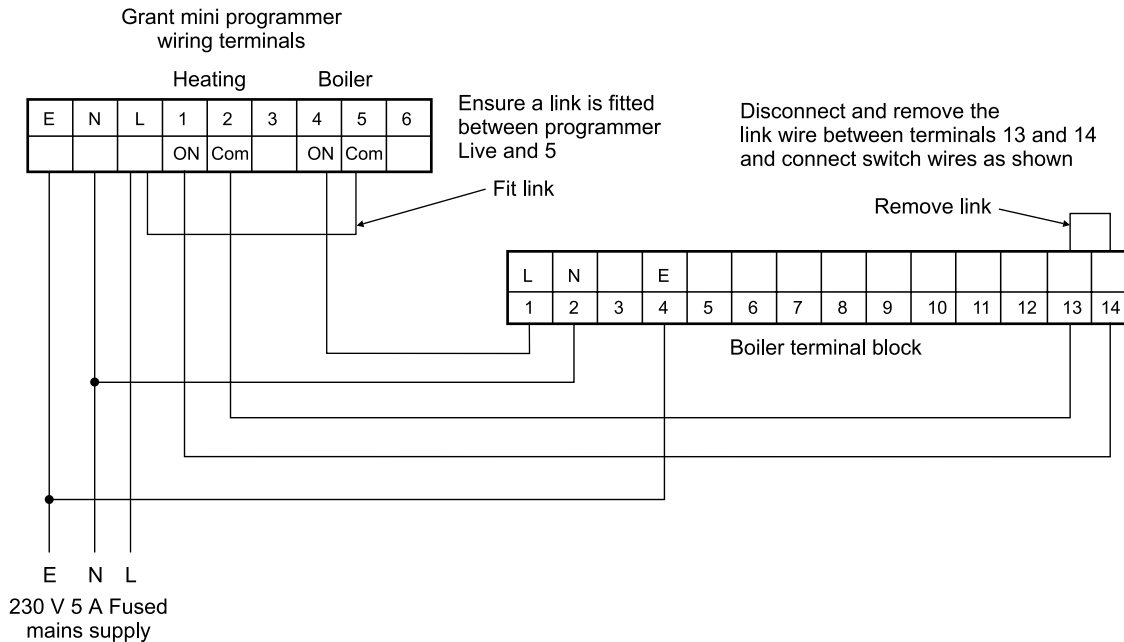 Grant mini programmer
wiring terminals
Heating Boiler
E N L 1 2 3 4 5 6
ON Com ON Com
Ensure a link is fitted
between programmer
Live and 5
Fit link
Disconnect and remove the
link wire between terminals 13 and 14
and connect switch wires as shown
Remove link
L N E
1 2 3 4 5 6 7 8 9 10 11 12 13 14
Boiler terminal block
E N L
230 V 5 A Fused
mains supply